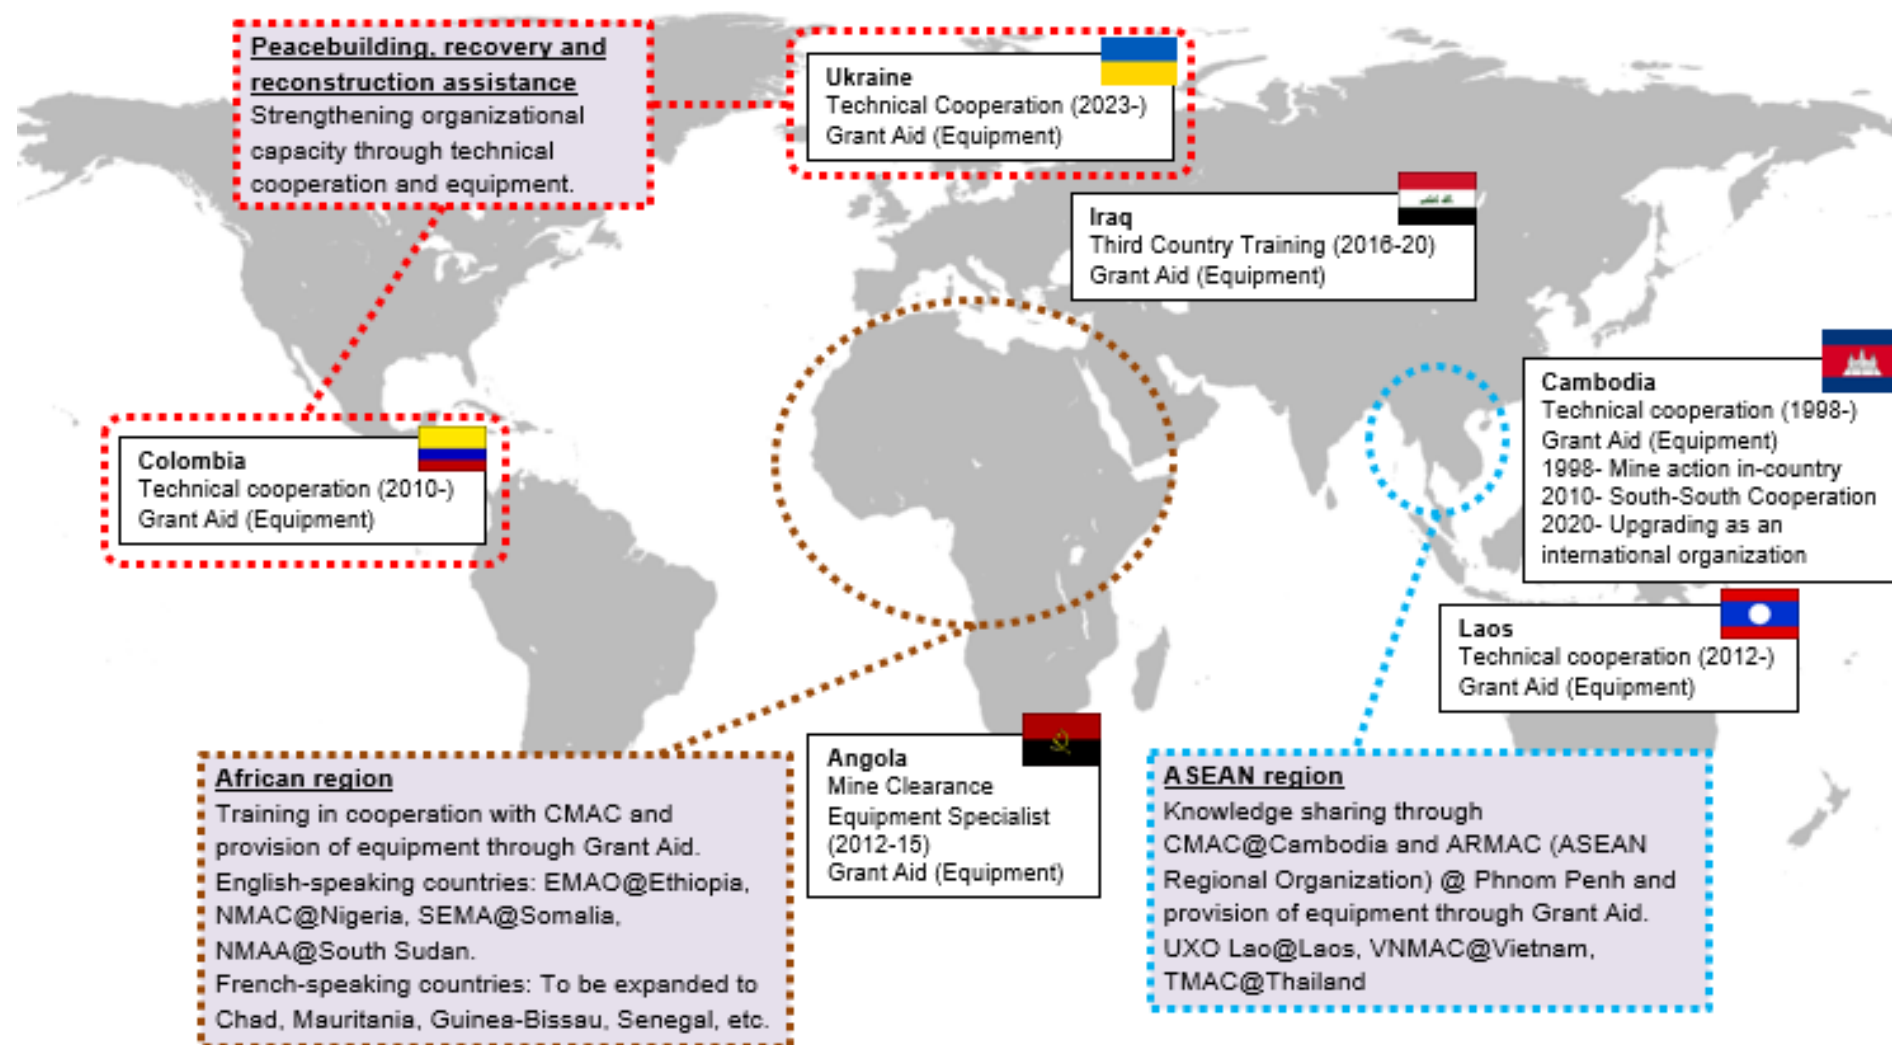 Peacebuilding, recovery and
reconstruction assistance
Strengthening organizational
capacity through technical
cooperation and equipment.
Ukraine
Technical Cooperation (2023-)
Grant Aid (Equipment)
Iraq
Third Country Training (2016-20)
Grant Aid (Equipment)
Cambodia
Technical cooperation (1998-)
Grant Aid (Equipment)
1998- Mine action in-country
2010- South-South Cooperation
2020- Upgrading as an
international organization
Colombia
Technical cooperation (2010-)
Grant Aid (Equipment)
Laos
Technical cooperation (2012-)
Grant Aid (Equipment)
African region
Training in cooperation with CMAC and
provision of equipment through Grant Aid.
English-speaking countries: EMAO@Ethiopia,
NMAC@Nigeria, SEMA@Somalia,
NMAA@South Sudan.
French-speaking countries: To be expanded to
Chad, Mauritania, Guinea-Bissau, Senegal, etc.
Angola
Mine Clearance
Equipment Specialist
(2012-15)
Grant Aid (Equipment)
ASEAN region
Knowledge sharing through
CMAC@Cambodia and ARMAC (ASEAN
Regional Organization) @ Phnom Penh and
provision of equipment through Grant Aid.
UXO Lao@Laos, VNMAC@Vietnam,
TMAC@Thailand